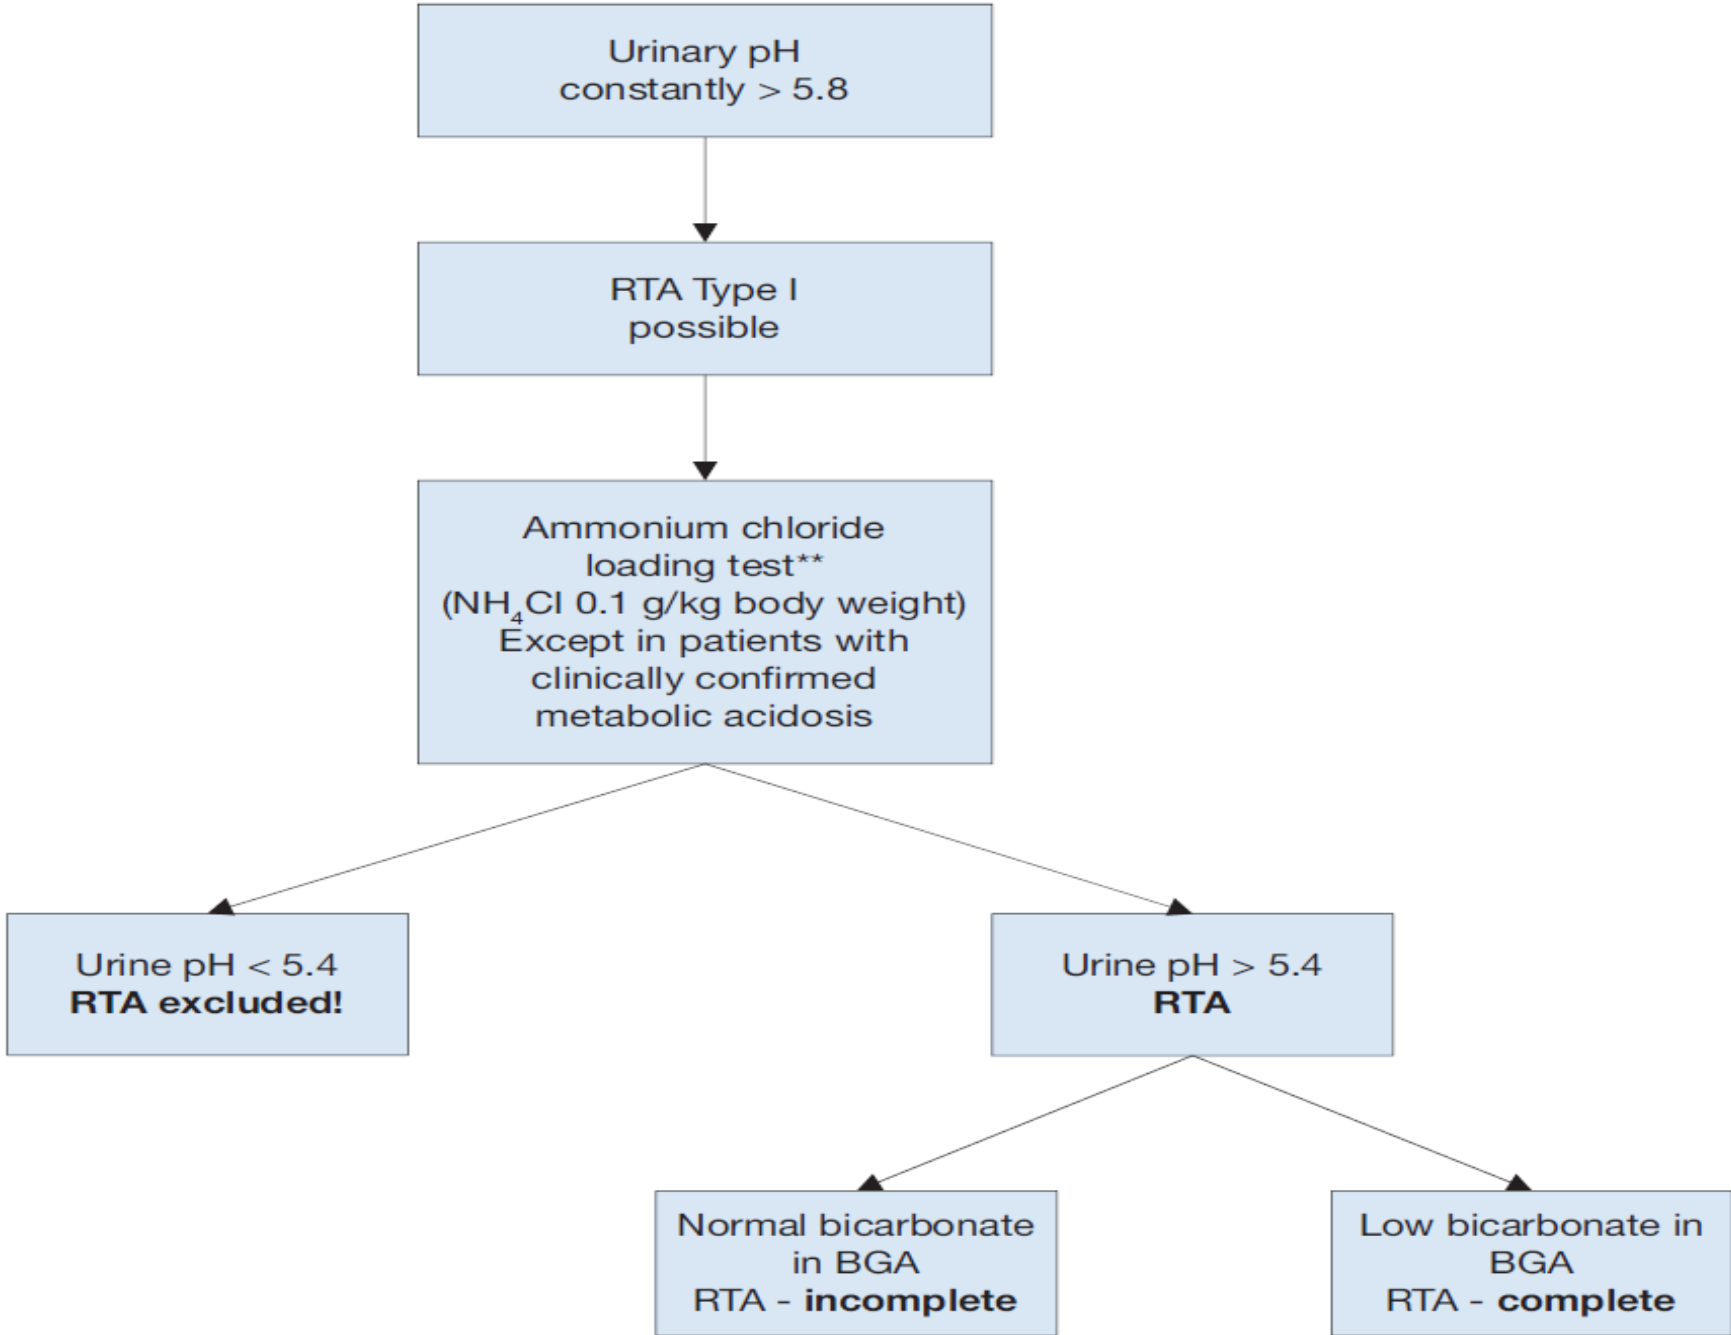 Urinary pH
constantly > 5.8
RTA Type I
possible
Ammonium chloride
loading test**
(NH₄Cl 0.1 g/kg body weight)
Except in patients with
clinically confirmed
metabolic acidosis
Urine pH < 5.4
RTA excluded!
Urine pH > 5.4
RTA
Normal bicarbonate
in BGA
RTA - incomplete
Low bicarbonate in
BGA
RTA - complete